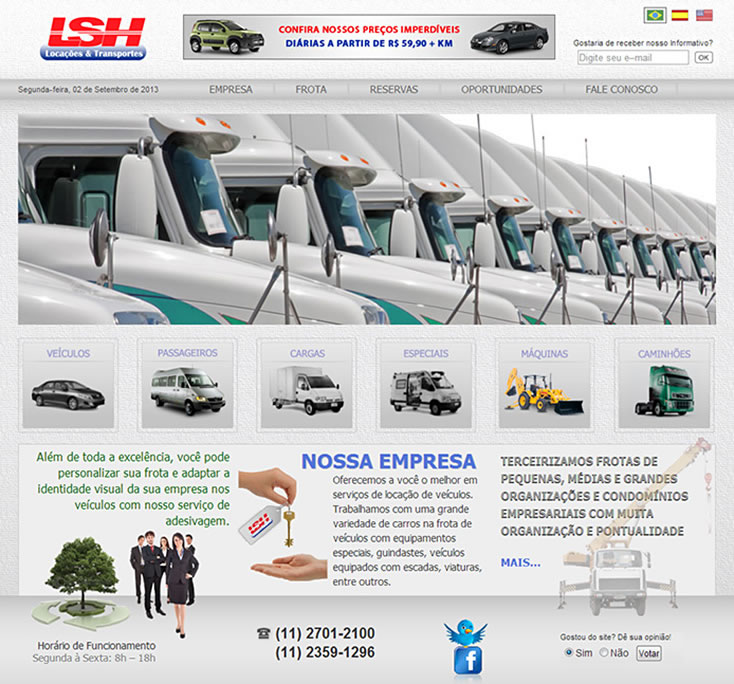 LSH
Locações & Transportes
CONFIRA NOSSOS PREÇOS IMPERDÍVEIS
DIÁRIAS A PARTIR DE R$ 59,90 + KM
Gostaria de receber nosso informativo?
Digite seu e-mail
OK
Segunda-feira, 02 de Setembro de 2013
EMPRESA
FROTA
RESERVAS
OPORTUNIDADES
FALE CONOSCO
VEÍCULOS
PASSAGEIROS
CARGAS
ESPECIAIS
MÁQUINAS
CAMINHÕES
Além de toda a excelência, você pode
personalizar sua frota e adaptar a
identidade visual da sua empresa nos
veículos com nosso serviço de
adesivagem.
LSH
NOSSA EMPRESA
Oferecemos a você o melhor em
serviços de locação de veículos.
Trabalhamos com uma grande
variedade de carros na frota de
veículos com equipamentos
especiais, guindastes, veículos
equipados com escadas, viaturas,
entre outros.
TERCEIRIZAMOS FROTAS DE
PEQUENAS, MÉDIAS E GRANDES
ORGANIZAÇÕES E CONDOMÍNIOS
EMPRESARIAIS COM MUITA
ORGANIZAÇÃO E PONTUALIDADE
MAIS...
Horário de Funcionamento
Segunda à Sexta: 8h – 18h
(11) 2701-2100
(11) 2359-1296
f
Gostou do site? Dê sua opinião!
Sim
Não
Votar